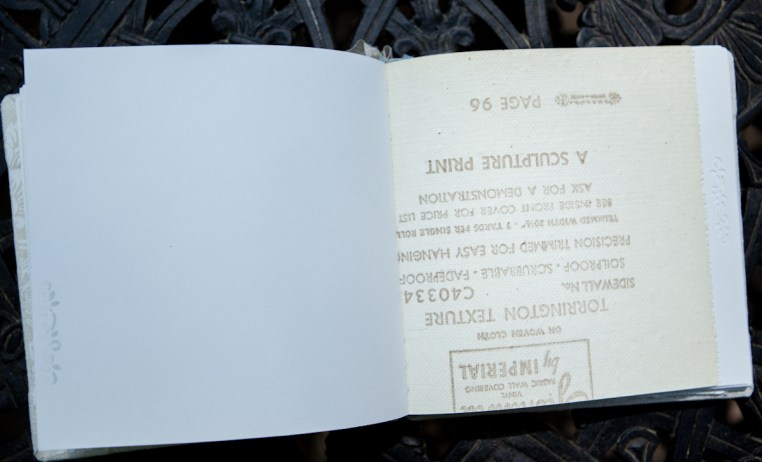 VINYL
FABRIC WALL COVERING
by IMPERIAL
ON WOVEN CLOTH
TORRINGTON TEXTURE
SIDEWALL No. C40334
SOILPROOF • SCRUBBABLE • FADEPROOF
PRECISION TRIMMED FOR EASY HANGING
TRIMMED WIDTH 20½" - 7 YARDS PER SINGLE ROLL
SEE INSIDE FRONT COVER FOR PRICE LIST
ASK FOR A DEMONSTRATION
A SCULPTURE PRINT
PAGE 96